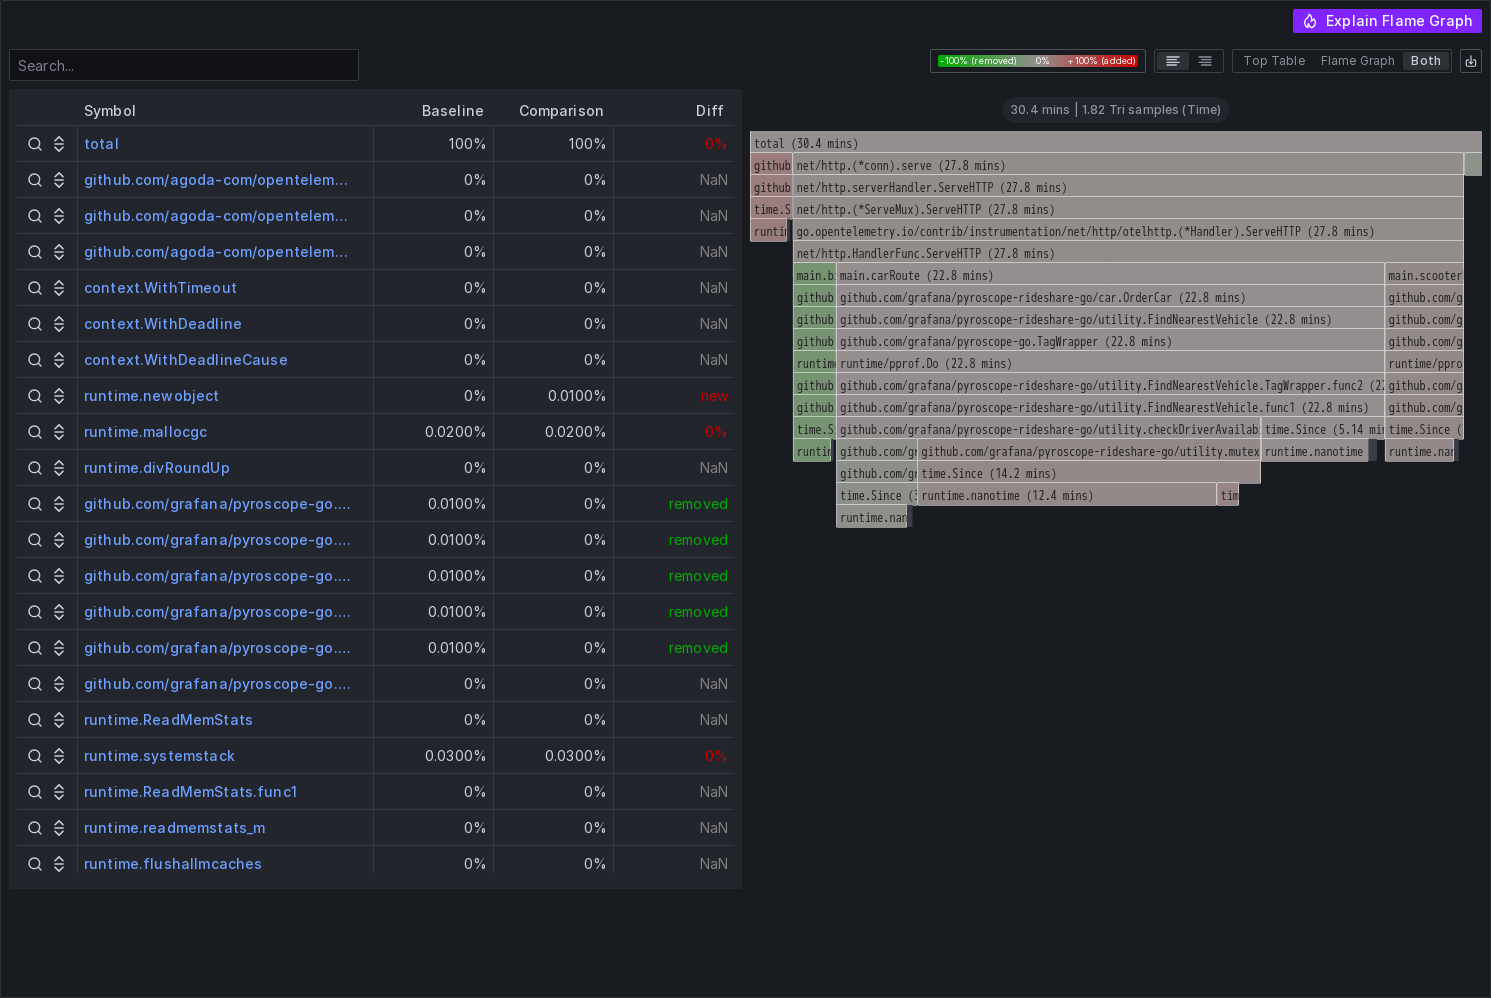 Explain Flame Graph
Search...
-100% (removed) 0% +100% (added)
Top Table Flame Graph Both
Symbol Baseline Comparison Diff
total 100% 100% 0%
github.com/agoda-com/opentelem… 0% 0% NaN
github.com/agoda-com/opentelem… 0% 0% NaN
github.com/agoda-com/opentelem… 0% 0% NaN
context.WithTimeout 0% 0% NaN
context.WithDeadline 0% 0% NaN
context.WithDeadlineCause 0% 0% NaN
runtime.newobject 0% 0.0100% new
runtime.mallocgc 0.0200% 0.0200% 0%
runtime.divRoundUp 0% 0% NaN
github.com/grafana/pyroscope-go.… 0.0100% 0% removed
github.com/grafana/pyroscope-go.… 0.0100% 0% removed
github.com/grafana/pyroscope-go.… 0.0100% 0% removed
github.com/grafana/pyroscope-go.… 0.0100% 0% removed
github.com/grafana/pyroscope-go.… 0.0100% 0% removed
github.com/grafana/pyroscope-go.… 0% 0% NaN
runtime.ReadMemStats 0% 0% NaN
runtime.systemstack 0.0300% 0.0300% 0%
runtime.ReadMemStats.func1 0% 0% NaN
runtime.readmemstats_m 0% 0% NaN
runtime.flushallmcaches 0% 0% NaN
30.4 mins | 1.82 Tri samples (Time)
total (30.4 mins)
github net/http.(*conn).serve (27.8 mins)
github net/http.serverHandler.ServeHTTP (27.8 mins)
time.S net/http.(*ServeMux).ServeHTTP (27.8 mins)
runtin go.opentelemetry.io/contrib/instrumentation/net/http/otelhttp.(*Handler).ServeHTTP (27.8 mins)
net/http.HandlerFunc.ServeHTTP (27.8 mins)
main.b main.carRoute (22.8 mins) main.scooter
github github.com/grafana/pyroscope-rideshare-go/car.OrderCar (22.8 mins) github.com/g
github github.com/grafana/pyroscope-rideshare-go/utility.FindNearestVehicle (22.8 mins) github.com/g
github github.com/grafana/pyroscope-go.TagWrapper (22.8 mins) github.com/g
runtime runtime/pprof.Do (22.8 mins) runtime/ppro
github github.com/grafana/pyroscope-rideshare-go/utility.FindNearestVehicle.TagWrapper.func2 (22 github.com/g
github github.com/grafana/pyroscope-rideshare-go/utility.FindNearestVehicle.func1 (22.8 mins) github.com/g
time.S github.com/grafana/pyroscope-rideshare-go/utility.checkDriverAvailab time.Since (5.14 min time.Since (
runtin github.com/gr github.com/grafana/pyroscope-rideshare-go/utility.mutex runtime.nanotime runtime.nan
github.com/gr time.Since (14.2 mins)
time.Since (3 runtime.nanotime (12.4 mins) tim
runtime.nan